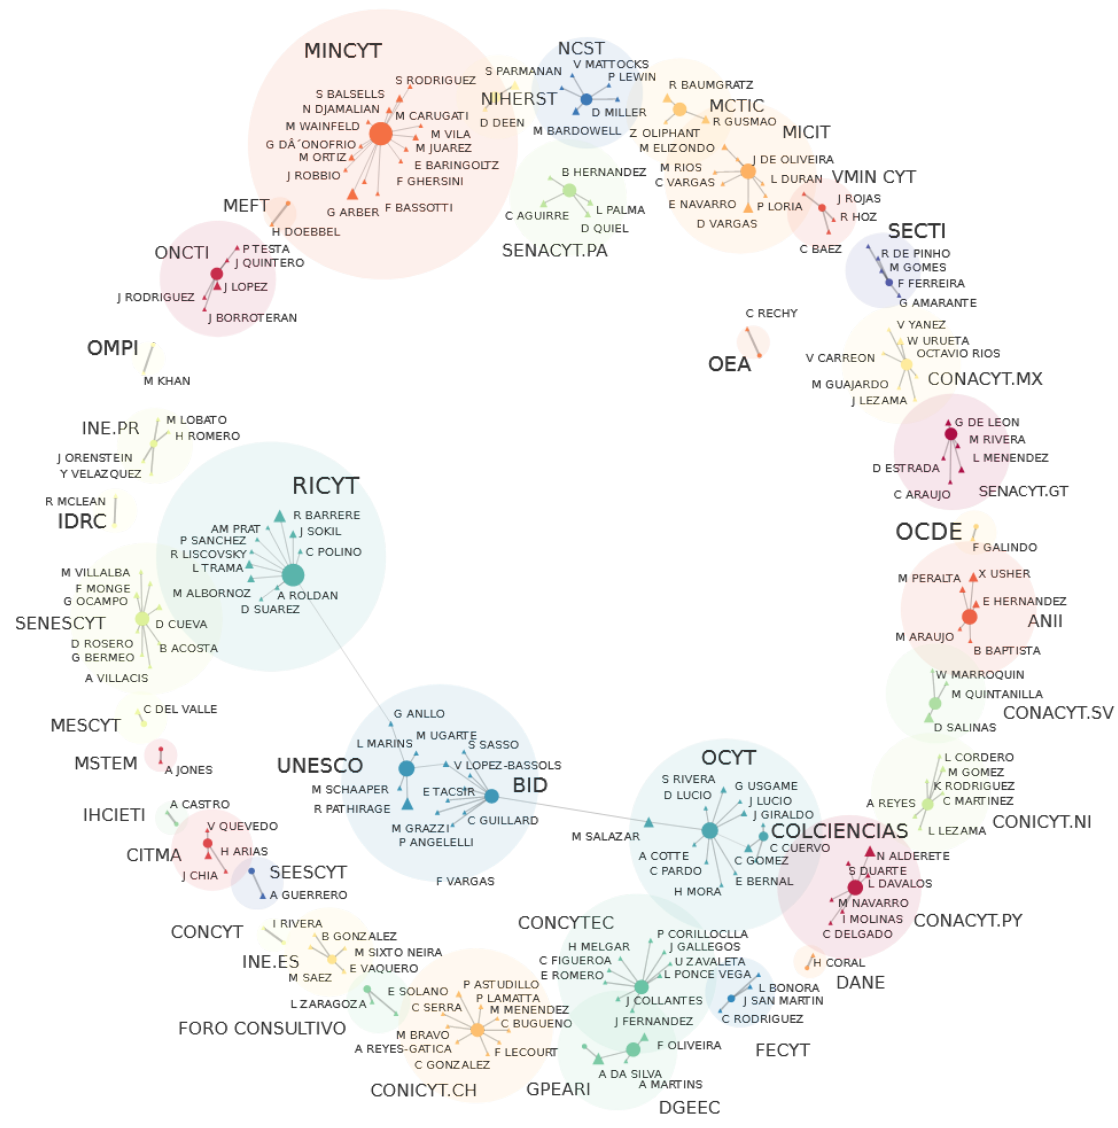 MINCYT
S RODRIGUEZ
S BALSELLS
N DJAMALIAN
M CARUGATI
M WAINFELD
M VILA
G DÂ´ONOFRIO
M JUAREZ
M ORTIZ
E BARINGOLTZ
J ROBBIO
F GHERSINI
G ARBER
F BASSOTTI
S PARMANAN
NIHERST
D DEEN
NCST
V MATTOCKS
P LEWIN
D MILLER
M BARDOWELL
R BAUMGRATZ
MCTIC
R GUSMAO
Z OLIPHANT
MICIT
M ELIZONDO
J DE OLIVEIRA
M RIOS
L DURAN
C VARGAS
E NAVARRO
P LORIA
D VARGAS
B HERNANDEZ
C AGUIRRE
L PALMA
D QUIEL
SENACYT.PA
VMIN CYT
J ROJAS
R HOZ
C BAEZ
MEFT
H DOEBBEL
ONCTI
P TESTA
J QUINTERO
J LOPEZ
J RODRIGUEZ
J BORROTERAN
SECTI
R DE PINHO
M GOMES
F FERREIRA
G AMARANTE
C RECHY
OEA
V YANEZ
W URUETA
OCTAVIO RIOS
V CARREON
CONACYT.MX
M GUAJARDO
J LEZAMA
OMPI
M KHAN
INE.PR
M LOBATO
H ROMERO
J ORENSTEIN
Y VELAZQUEZ
G DE LEON
M RIVERA
L MENENDEZ
D ESTRADA
C ARAUJO
SENACYT.GT
R MCLEAN
IDRC
RICYT
R BARRERE
AM PRAT
J SOKIL
P SANCHEZ
R LISCOVSKY
C POLINO
L TRAMA
M ALBORNOZ
A ROLDAN
D SUAREZ
OCDE
F GALINDO
M PERALTA
X USHER
E HERNANDEZ
ANII
M ARAUJO
B BAPTISTA
M VILLALBA
F MONGE
G OCAMPO
SENESCYT
D CUEVA
D ROSERO
B ACOSTA
G BERMEO
A VILLACIS
W MARROQUIN
M QUINTANILLA
CONACYT.SV
D SALINAS
C DEL VALLE
MESCYT
MSTEM
A JONES
G ANLLO
M UGARTE
L MARINS
S SASSO
UNESCO
V LOPEZ-BASSOLS
BID
M SCHAAPER
E TACSIR
R PATHIRAGE
C GUILLARD
M GRAZZI
P ANGELELLI
F VARGAS
OCYT
S RIVERA
G USGAME
D LUCIO
J LUCIO
J GIRALDO
M SALAZAR
COLCIENCIAS
C CUERVO
A COTTE
C GOMEZ
C PARDO
E BERNAL
H MORA
L CORDERO
M GOMEZ
K RODRIGUEZ
A REYES
C MARTINEZ
CONICYT.NI
L LEZAMA
A CASTRO
IHCIETI
V QUEVEDO
CITMA
H ARIAS
J CHIA
SEESCYT
A GUERRERO
N ALDERETE
S DUARTE
L DAVALOS
M NAVARRO
I MOLINAS
CONACYT.PY
C DELGADO
I RIVERA
CONCYT
B GONZALEZ
M SIXTO NEIRA
INE.ES
E VAQUERO
M SAEZ
E SOLANO
L ZARAGOZA
FORO CONSULTIVO
P ASTUDILLO
P LAMATTA
C SERRA
M MENENDEZ
C BUGUENO
M BRAVO
A REYES-GATICA
F LECOURT
C GONZALEZ
CONICYT.CH
CONCYTEC
P CORILLOCLLA
H MELGAR
J GALLEGOS
C FIGUEROA
U ZAVALETA
E ROMERO
L PONCE VEGA
J COLLANTES
J FERNANDEZ
H CORAL
DANE
L BONORA
J SAN MARTIN
C RODRIGUEZ
FECYT
F OLIVEIRA
A DA SILVA
GPEARI
A MARTINS
DGEEC